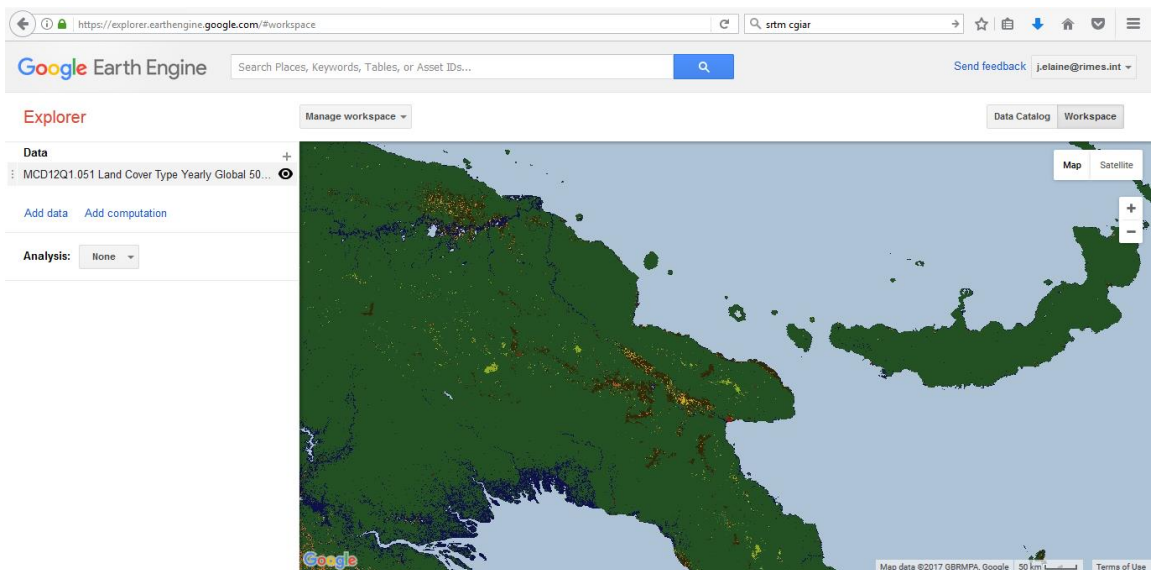 https://explorer.earthengine.google.com/#workspace
srtm cgiar
Google Earth Engine
Search Places, Keywords, Tables, or Asset IDs...
Send feedback
j.elaine@rimes.int
Explorer
Manage workspace
Data Catalog
Workspace
Data
+
MCD12Q1.051 Land Cover Type Yearly Global 50...
Map
Satellite
+
−
Add data
Add computation
Analysis:
None
Google
Map data ©2017 GBRMPA, Google
50 km
Terms of Use